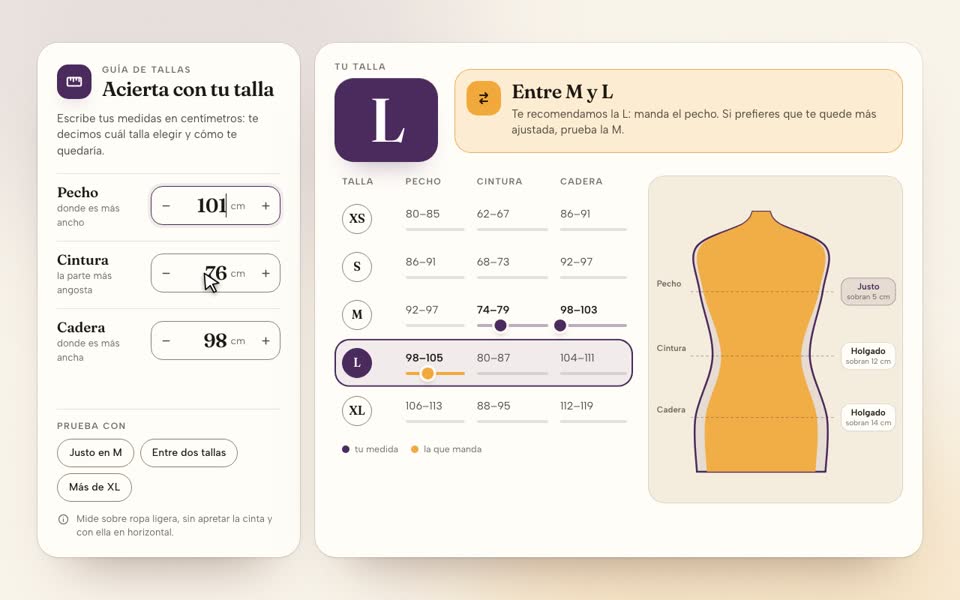 GUÍA DE TALLAS
Acierta con tu talla
Escribe tus medidas en centímetros: te
decimos cuál talla elegir y cómo te
quedaría.
Pecho
donde es más
ancho
− 101 cm +
Cintura
la parte más
angosta
− 76 cm +
Cadera
donde es más
ancha
− 98 cm +
PRUEBA CON
Justo en M
Entre dos tallas
Más de XL
Mide sobre ropa ligera, sin apretar la cinta y
con ella en horizontal.
TU TALLA
L
Entre M y L
Te recomendamos la L: manda el pecho. Si prefieres que te quede más
ajustada, prueba la M.
TALLA PECHO CINTURA CADERA
XS 80–85 62–67 86–91
S 86–91 68–73 92–97
M 92–97 74–79 98–103
L 98–105 80–87 104–111
XL 106–113 88–95 112–119
tu medida
la que manda
Pecho
Justo
sobran 5 cm
Cintura
Holgado
sobran 12 cm
Cadera
Holgado
sobran 14 cm